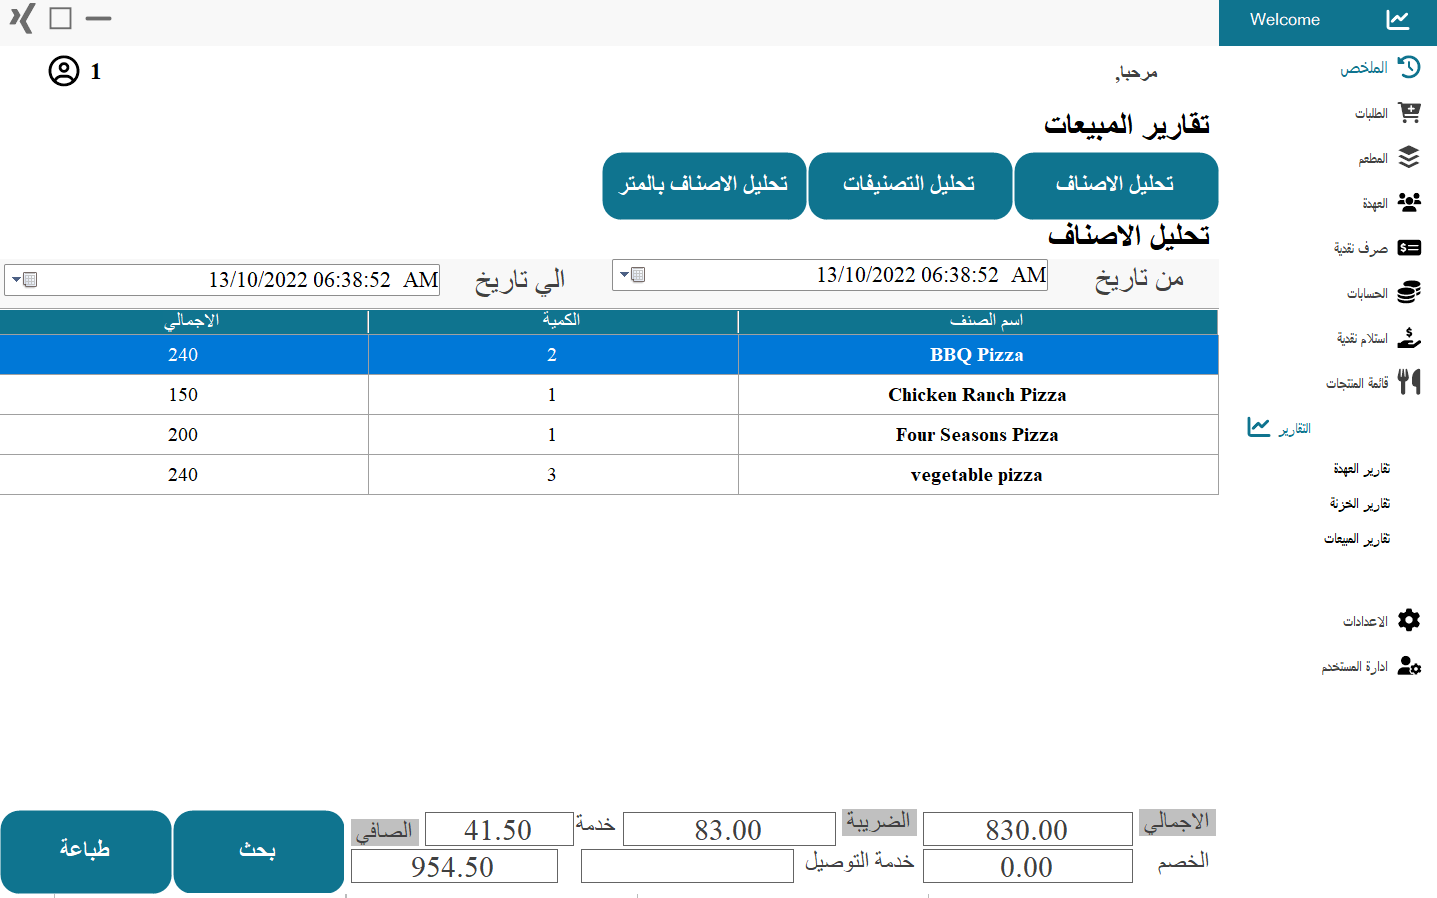 Welcome
1
مرحبا,
الملخص
الطلبات
المطعم
العهدة
صرف نقدية
الحسابات
استلام نقدية
قائمة المنتجات
التقارير
تقارير العهدة
تقارير الخزنة
تقارير المبيعات
الاعدادات
ادارة المستخدم
تقارير المبيعات
تحليل الاصناف تحليل التصنيفات تحليل الاصناف بالمتر
تحليل الاصناف
من تاريخ 13/10/2022 06:38:52 AM الي تاريخ 13/10/2022 06:38:52 AM
اسم الصنف الكمية الاجمالي
BBQ Pizza 2 240
Chicken Ranch Pizza 1 150
Four Seasons Pizza 1 200
vegetable pizza 3 240
الاجمالي 830.00 الضريبة 83.00 خدمة 41.50 الصافي
الخصم 0.00 خدمة التوصيل 954.50
بحث طباعة